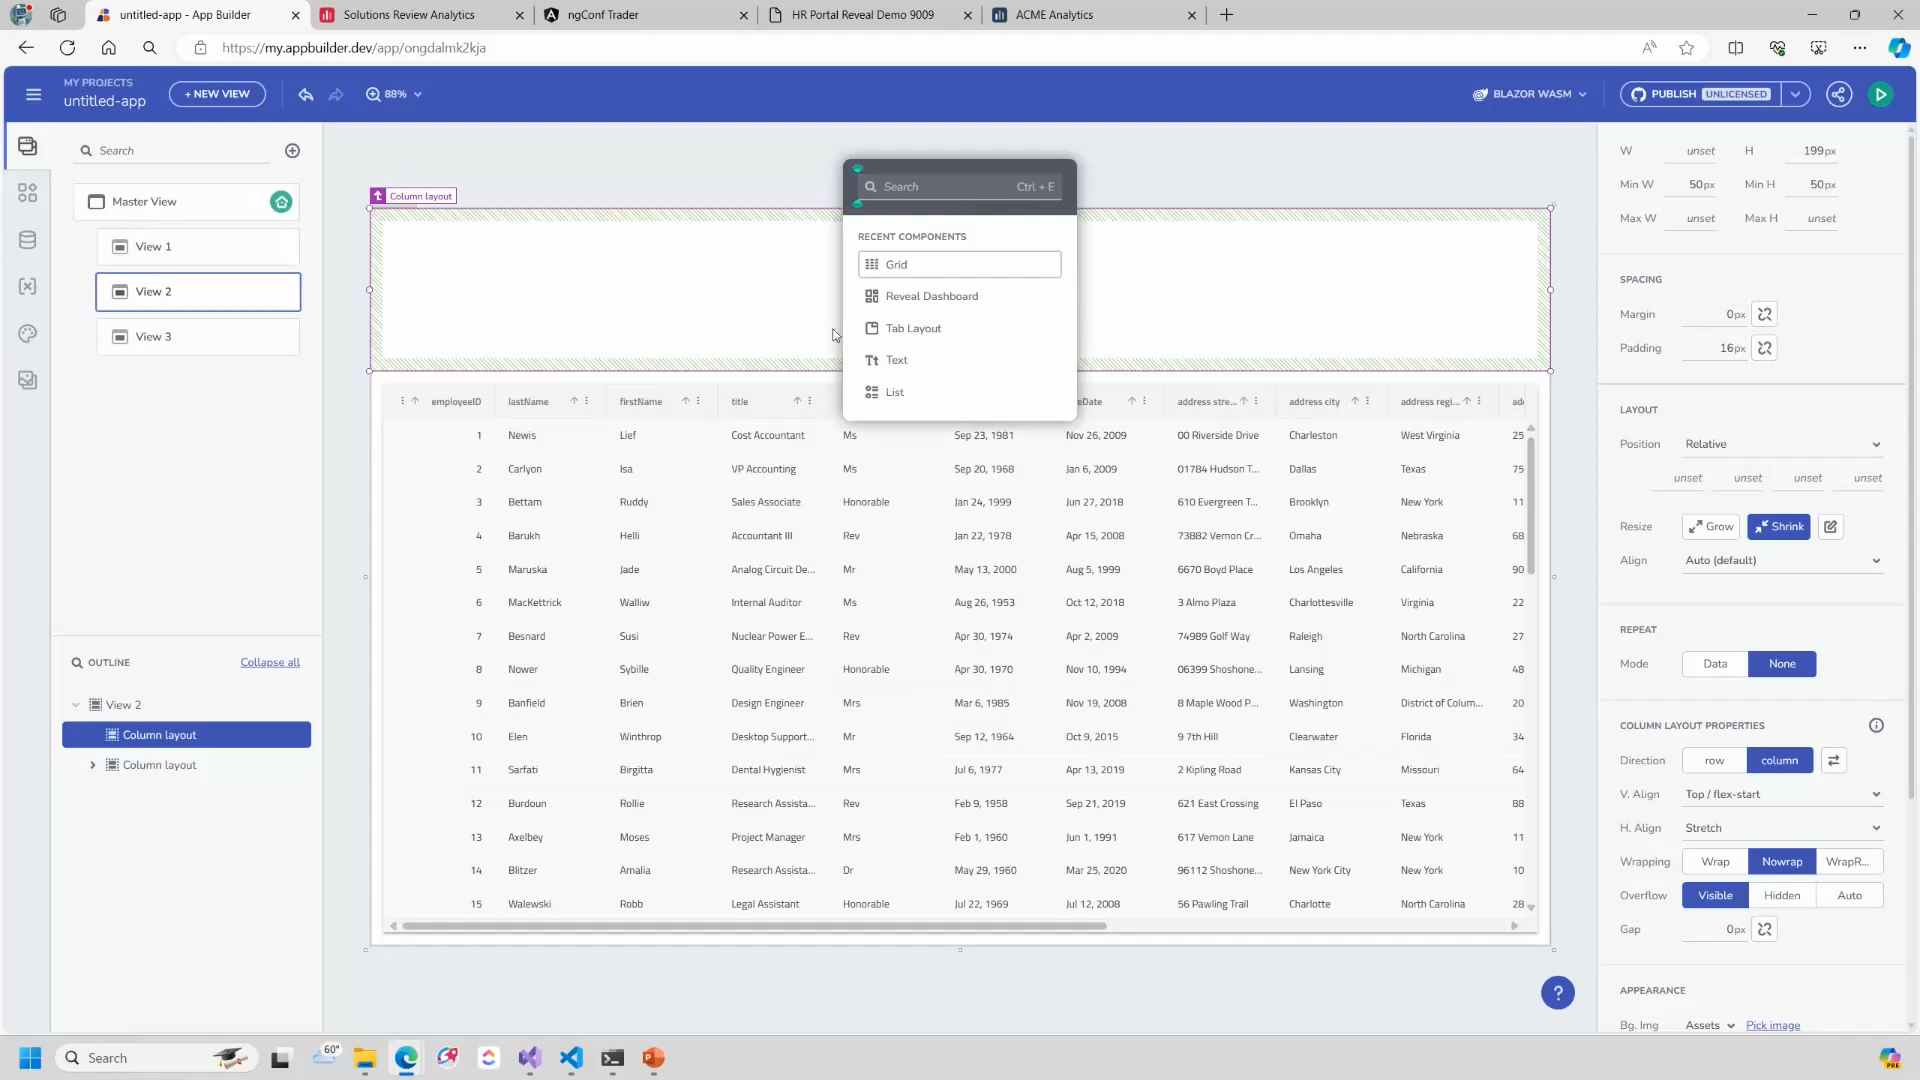 untitled-app - App Builder
Solutions Review Analytics
ngConf Trader
HR Portal Reveal Demo 9009
ACME Analytics
https://my.appbuilder.dev/app/ongdalmk2kja
MY PROJECTS
untitled-app
+ NEW VIEW
88%
BLAZOR WASM
PUBLISH UNLICENSED
Search
Master View
View 1
View 2
View 3
OUTLINE
Collapse all
View 2
Column layout
Column layout
Column layout
Search Ctrl + E
RECENT COMPONENTS
Grid
Reveal Dashboard
Tab Layout
Text
List
employeeID lastName firstName title eDate address stre... address city address regi... add
1 Newis Lief Cost Accountant Ms Sep 23, 1981 Nov 26, 2009 00 Riverside Drive Charleston West Virginia 25
2 Carlyon Isa VP Accounting Ms Sep 20, 1968 Jan 6, 2009 01784 Hudson T... Dallas Texas 75
3 Bettam Ruddy Sales Associate Honorable Jan 24, 1999 Jun 27, 2018 610 Evergreen T... Brooklyn New York 11
4 Barukh Helli Accountant III Rev Jan 22, 1978 Apr 15, 2008 73882 Vernon Cr... Omaha Nebraska 68
5 Maruska Jade Analog Circuit De... Mr May 13, 2000 Aug 5, 1999 6670 Boyd Place Los Angeles California 90
6 MacKettrick Walliw Internal Auditor Ms Aug 26, 1953 Oct 12, 2018 3 Almo Plaza Charlottesville Virginia 22
7 Besnard Susi Nuclear Power E... Rev Apr 30, 1974 Apr 2, 2009 74989 Golf Way Raleigh North Carolina 27
8 Nower Sybille Quality Engineer Honorable Apr 30, 1970 Nov 10, 1994 06399 Shoshone... Lansing Michigan 48
9 Banfield Brien Design Engineer Mrs Mar 6, 1985 Nov 19, 2008 8 Maple Wood P... Washington District of Colum... 20
10 Elen Winthrop Desktop Support... Mr Sep 12, 1964 Oct 9, 2015 9 7th Hill Clearwater Florida 34
11 Sarfati Birgitta Dental Hygienist Mrs Jul 6, 1977 Apr 13, 2019 2 Kipling Road Kansas City Missouri 64
12 Burdoun Rollie Research Assista... Rev Feb 9, 1958 Sep 21, 2019 621 East Crossing El Paso Texas 88
13 Axelbey Moses Project Manager Mrs Feb 1, 1960 Jun 1, 1991 617 Vernon Lane Jamaica New York 11
14 Blitzer Amalia Research Assista... Dr May 29, 1960 Mar 25, 2020 96112 Shoshone... New York City New York 10
15 Walewski Robb Legal Assistant Honorable Jul 22, 1969 Jul 12, 2008 56 Pawling Trail Charlotte North Carolina 28
W unset H 199px
Min W 50px Min H 50px
Max W unset Max H unset
SPACING
Margin 0px
Padding 16px
LAYOUT
Position Relative
unset unset unset unset
Resize Grow Shrink
Align Auto (default)
REPEAT
Mode Data None
COLUMN LAYOUT PROPERTIES
Direction row column
V. Align Top / flex-start
H. Align Stretch
Wrapping Wrap Nowrap WrapR...
Overflow Visible Hidden Auto
Gap 0px
APPEARANCE
Bg. Img Assets Pick image
?
Search
60°
PRE